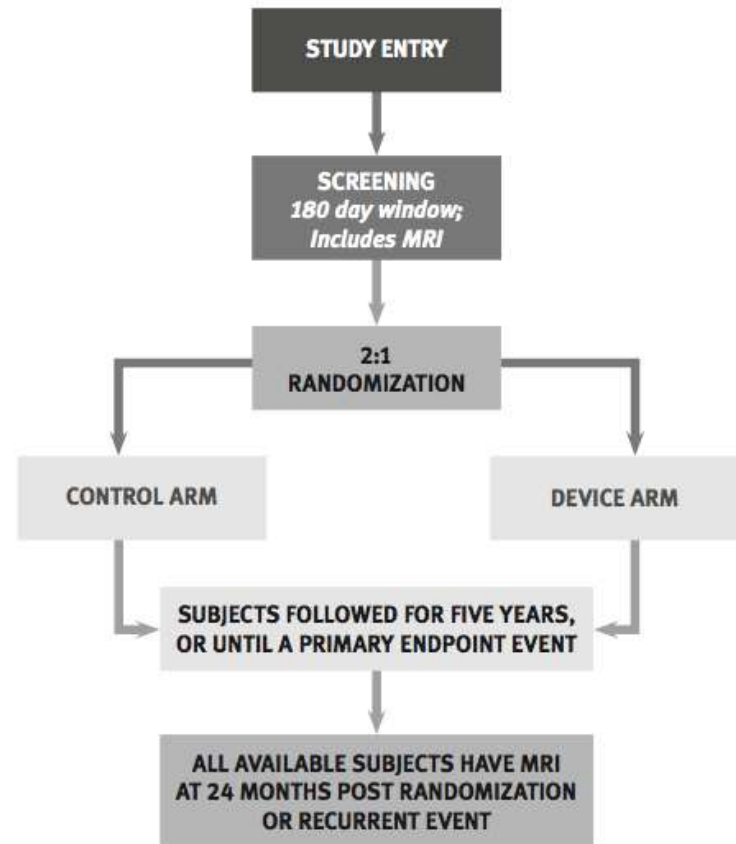 STUDY ENTRY
SCREENING
180 day window;
Includes MRI
2:1
RANDOMIZATION
CONTROL ARM
DEVICE ARM
SUBJECTS FOLLOWED FOR FIVE YEARS,
OR UNTIL A PRIMARY ENDPOINT EVENT
ALL AVAILABLE SUBJECTS HAVE MRI
AT 24 MONTHS POST RANDOMIZATION
OR RECURRENT EVENT